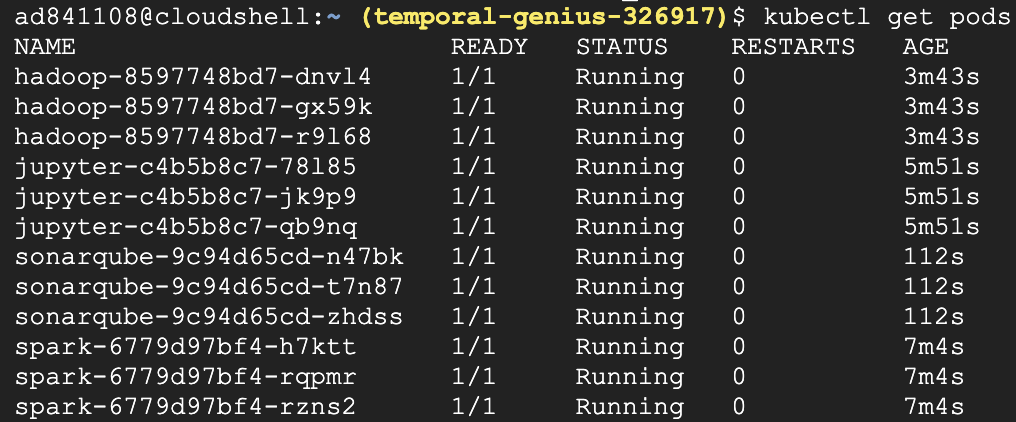 ad841108@cloudshell:~ (temporal-genius-326917)$ kubectl get pods
NAME READY STATUS RESTARTS AGE
hadoop-8597748bd7-dnvl4 1/1 Running 0 3m43s
hadoop-8597748bd7-gx59k 1/1 Running 0 3m43s
hadoop-8597748bd7-r9l68 1/1 Running 0 3m43s
jupyter-c4b5b8c7-78l85 1/1 Running 0 5m51s
jupyter-c4b5b8c7-jk9p9 1/1 Running 0 5m51s
jupyter-c4b5b8c7-qb9nq 1/1 Running 0 5m51s
sonarqube-9c94d65cd-n47bk 1/1 Running 0 112s
sonarqube-9c94d65cd-t7n87 1/1 Running 0 112s
sonarqube-9c94d65cd-zhdss 1/1 Running 0 112s
spark-6779d97bf4-h7ktt 1/1 Running 0 7m4s
spark-6779d97bf4-rqpmr 1/1 Running 0 7m4s
spark-6779d97bf4-rzns2 1/1 Running 0 7m4s